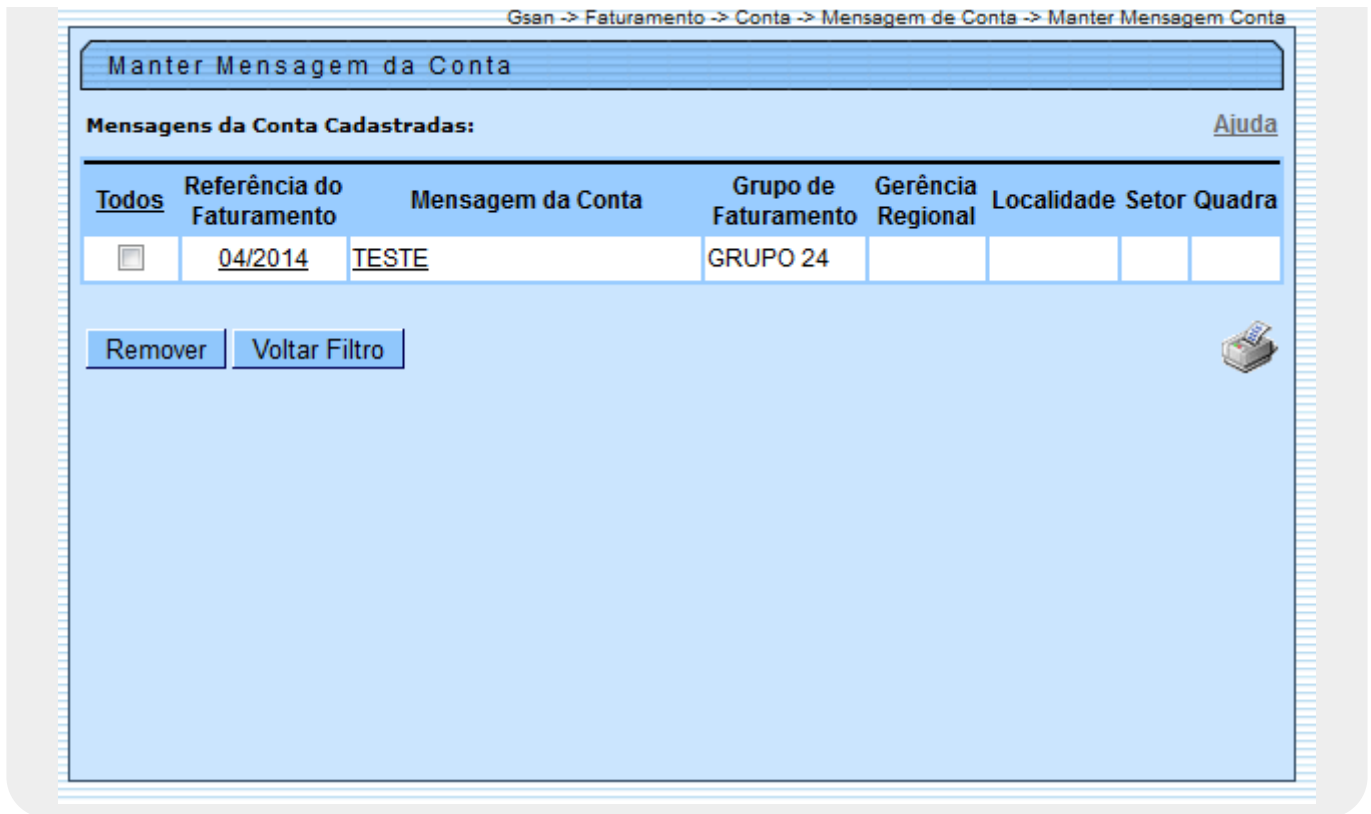 Gsan -> Faturamento -> Conta -> Mensagem de Conta -> Manter Mensagem Conta
Manter Mensagem da Conta
Mensagens da Conta Cadastradas: Ajuda
Todos Referência do Faturamento Mensagem da Conta Grupo de Faturamento Gerência Regional Localidade Setor Quadra
04/2014 TESTE GRUPO 24
Remover Voltar Filtro